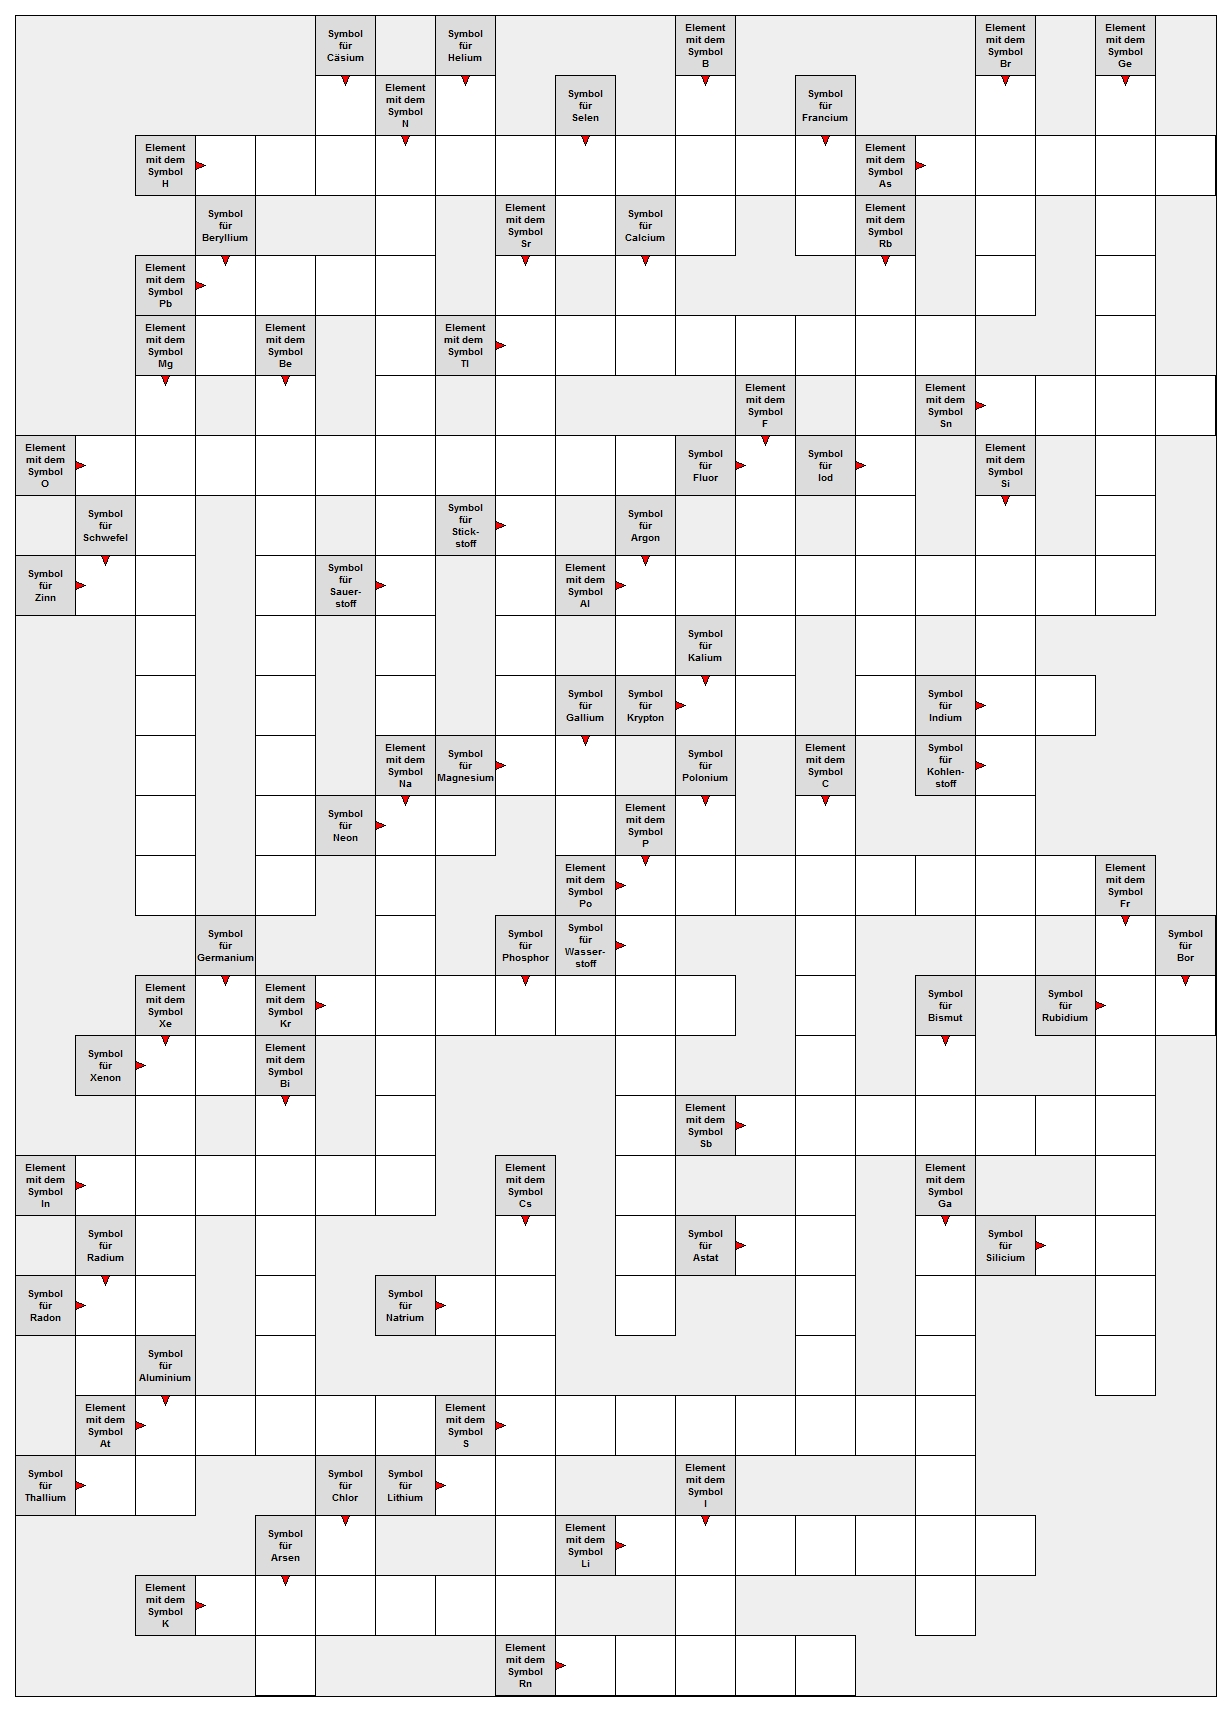 Symbol
für
Cäsium
Symbol
für
Helium
Element
mit dem
Symbol
B
Element
mit dem
Symbol
Br
Element
mit dem
Symbol
Ge
Element
mit dem
Symbol
N
Symbol
für
Selen
Symbol
für
Francium
Element
mit dem
Symbol
H
Element
mit dem
Symbol
As
Symbol
für
Beryllium
Element
mit dem
Symbol
Sr
Symbol
für
Calcium
Element
mit dem
Symbol
Rb
Element
mit dem
Symbol
Pb
Element
mit dem
Symbol
Mg
Element
mit dem
Symbol
Be
Element
mit dem
Symbol
Tl
Element
mit dem
Symbol
F
Element
mit dem
Symbol
Sn
Element
mit dem
Symbol
O
Symbol
für
Fluor
Symbol
für
Iod
Element
mit dem
Symbol
Si
Symbol
für
Schwefel
Symbol
für
Stick-
stoff
Symbol
für
Argon
Symbol
für
Zinn
Symbol
für
Sauer-
stoff
Element
mit dem
Symbol
Al
Symbol
für
Kalium
Symbol
für
Gallium
Symbol
für
Krypton
Symbol
für
Indium
Element
mit dem
Symbol
Na
Symbol
für
Magnesium
Symbol
für
Polonium
Element
mit dem
Symbol
C
Symbol
für
Kohlen-
stoff
Symbol
für
Neon
Element
mit dem
Symbol
P
Element
mit dem
Symbol
Po
Element
mit dem
Symbol
Fr
Symbol
für
Germanium
Symbol
für
Phosphor
Symbol
für
Wasser-
stoff
Symbol
für
Bor
Element
mit dem
Symbol
Xe
Element
mit dem
Symbol
Kr
Symbol
für
Bismut
Symbol
für
Rubidium
Symbol
für
Xenon
Element
mit dem
Symbol
Bi
Element
mit dem
Symbol
Sb
Element
mit dem
Symbol
In
Element
mit dem
Symbol
Cs
Element
mit dem
Symbol
Ga
Symbol
für
Radium
Symbol
für
Astat
Symbol
für
Silicium
Symbol
für
Radon
Symbol
für
Natrium
Symbol
für
Aluminium
Element
mit dem
Symbol
At
Element
mit dem
Symbol
S
Symbol
für
Thallium
Symbol
für
Chlor
Symbol
für
Lithium
Element
mit dem
Symbol
I
Symbol
für
Arsen
Element
mit dem
Symbol
Li
Element
mit dem
Symbol
K
Element
mit dem
Symbol
Rn